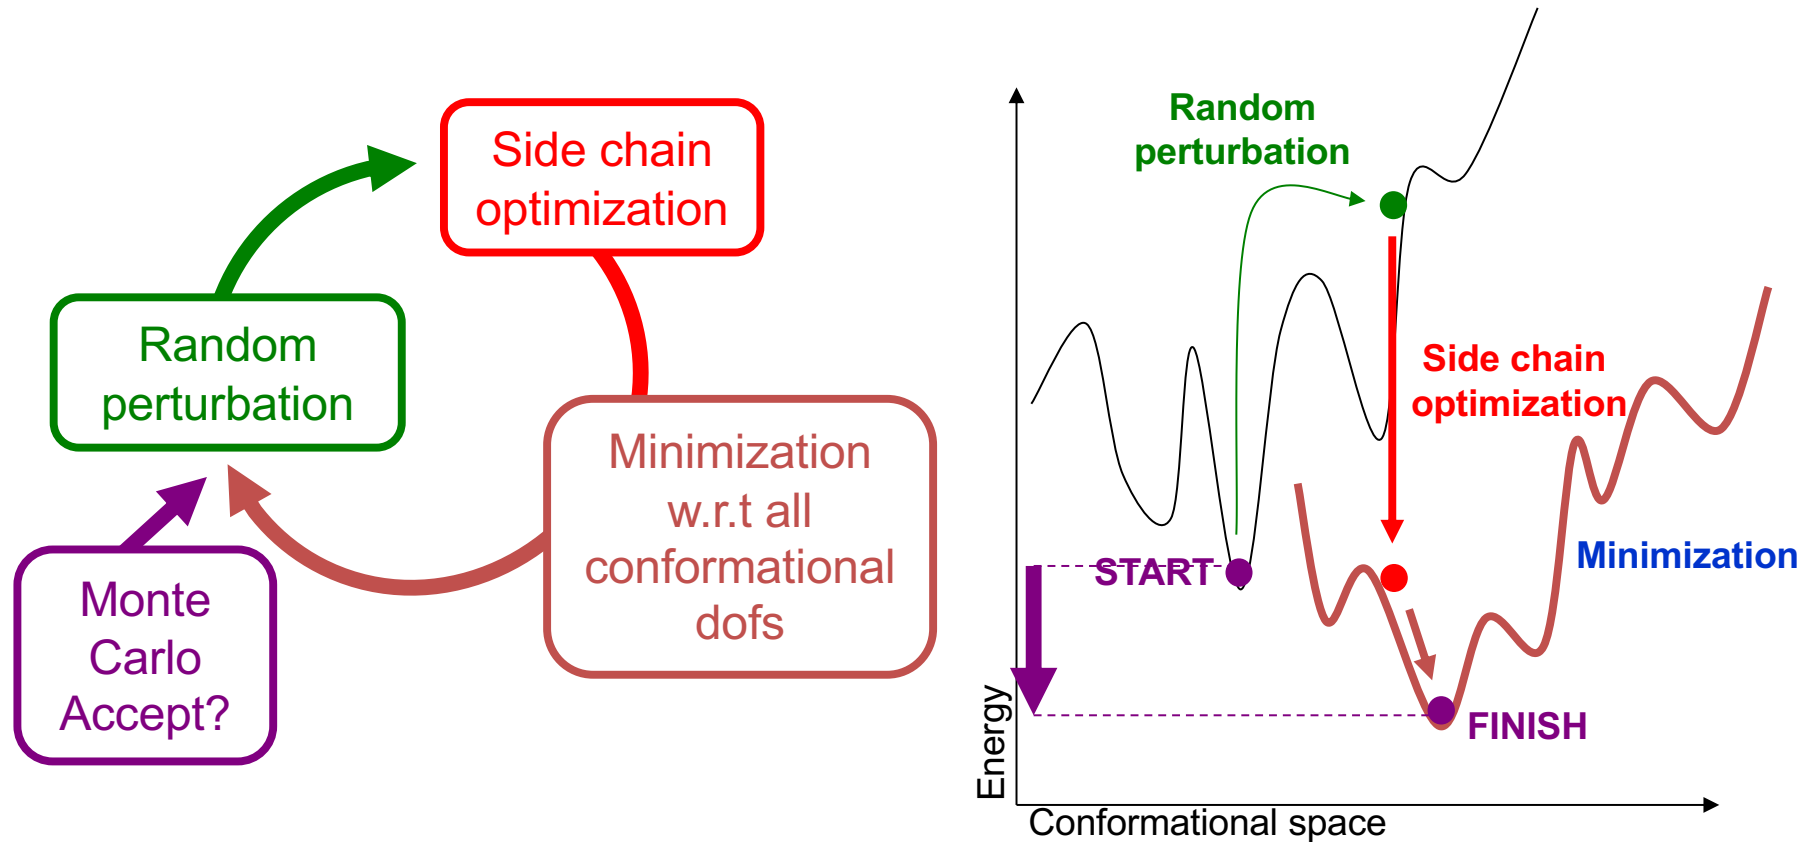 Side chain
optimization
Random
perturbation
Minimization
w.r.t all
conformational
dofs
Monte
Carlo
Accept?
Random
perturbation
Side chain
optimization
Minimization
START
FINISH
Energy
Conformational space